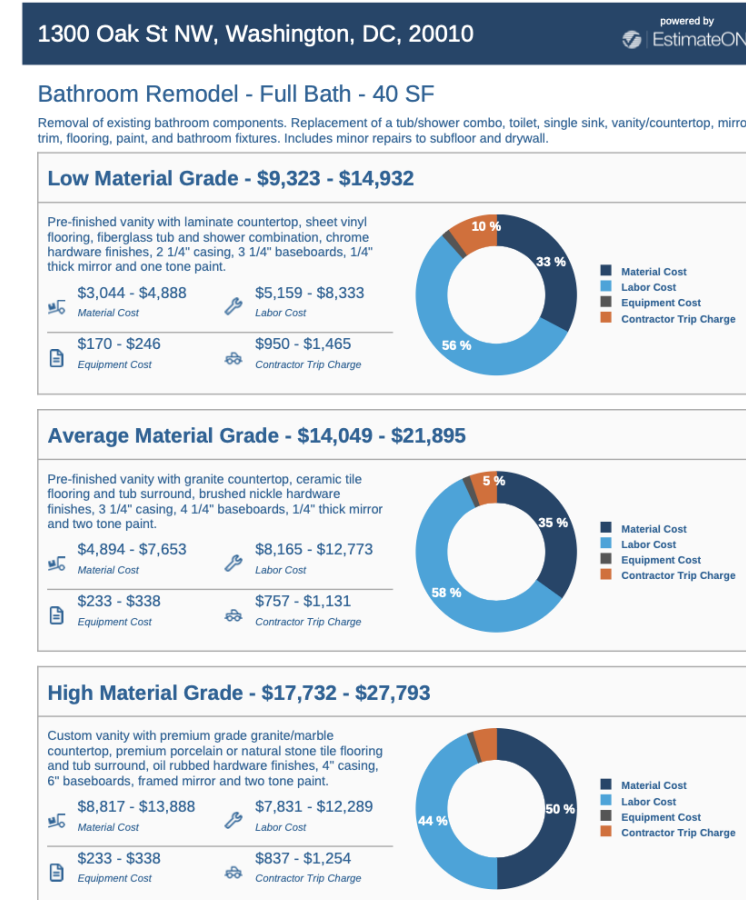 1300 Oak St NW, Washington, DC, 20010
powered by
EstimateON
Bathroom Remodel - Full Bath - 40 SF
Removal of existing bathroom components. Replacement of a tub/shower combo, toilet, single sink, vanity/countertop, mirro
trim, flooring, paint, and bathroom fixtures. Includes minor repairs to subfloor and drywall.
Low Material Grade - $9,323 - $14,932
Pre-finished vanity with laminate countertop, sheet vinyl
flooring, fiberglass tub and shower combination, chrome
hardware finishes, 2 1/4" casing, 3 1/4" baseboards, 1/4"
thick mirror and one tone paint.
$3,044 - $4,888
Material Cost
$5,159 - $8,333
Labor Cost
$170 - $246
Equipment Cost
$950 - $1,465
Contractor Trip Charge
10 %
33 %
56 %
Material Cost
Labor Cost
Equipment Cost
Contractor Trip Charge
Average Material Grade - $14,049 - $21,895
Pre-finished vanity with granite countertop, ceramic tile
flooring and tub surround, brushed nickle hardware
finishes, 3 1/4" casing, 4 1/4" baseboards, 1/4" thick mirror
and two tone paint.
$4,894 - $7,653
Material Cost
$8,165 - $12,773
Labor Cost
$233 - $338
Equipment Cost
$757 - $1,131
Contractor Trip Charge
5 %
35 %
58 %
Material Cost
Labor Cost
Equipment Cost
Contractor Trip Charge
High Material Grade - $17,732 - $27,793
Custom vanity with premium grade granite/marble
countertop, premium porcelain or natural stone tile flooring
and tub surround, oil rubbed hardware finishes, 4" casing,
6" baseboards, framed mirror and two tone paint.
$8,817 - $13,888
Material Cost
$7,831 - $12,289
Labor Cost
$233 - $338
Equipment Cost
$837 - $1,254
Contractor Trip Charge
50 %
44 %
Material Cost
Labor Cost
Equipment Cost
Contractor Trip Charge